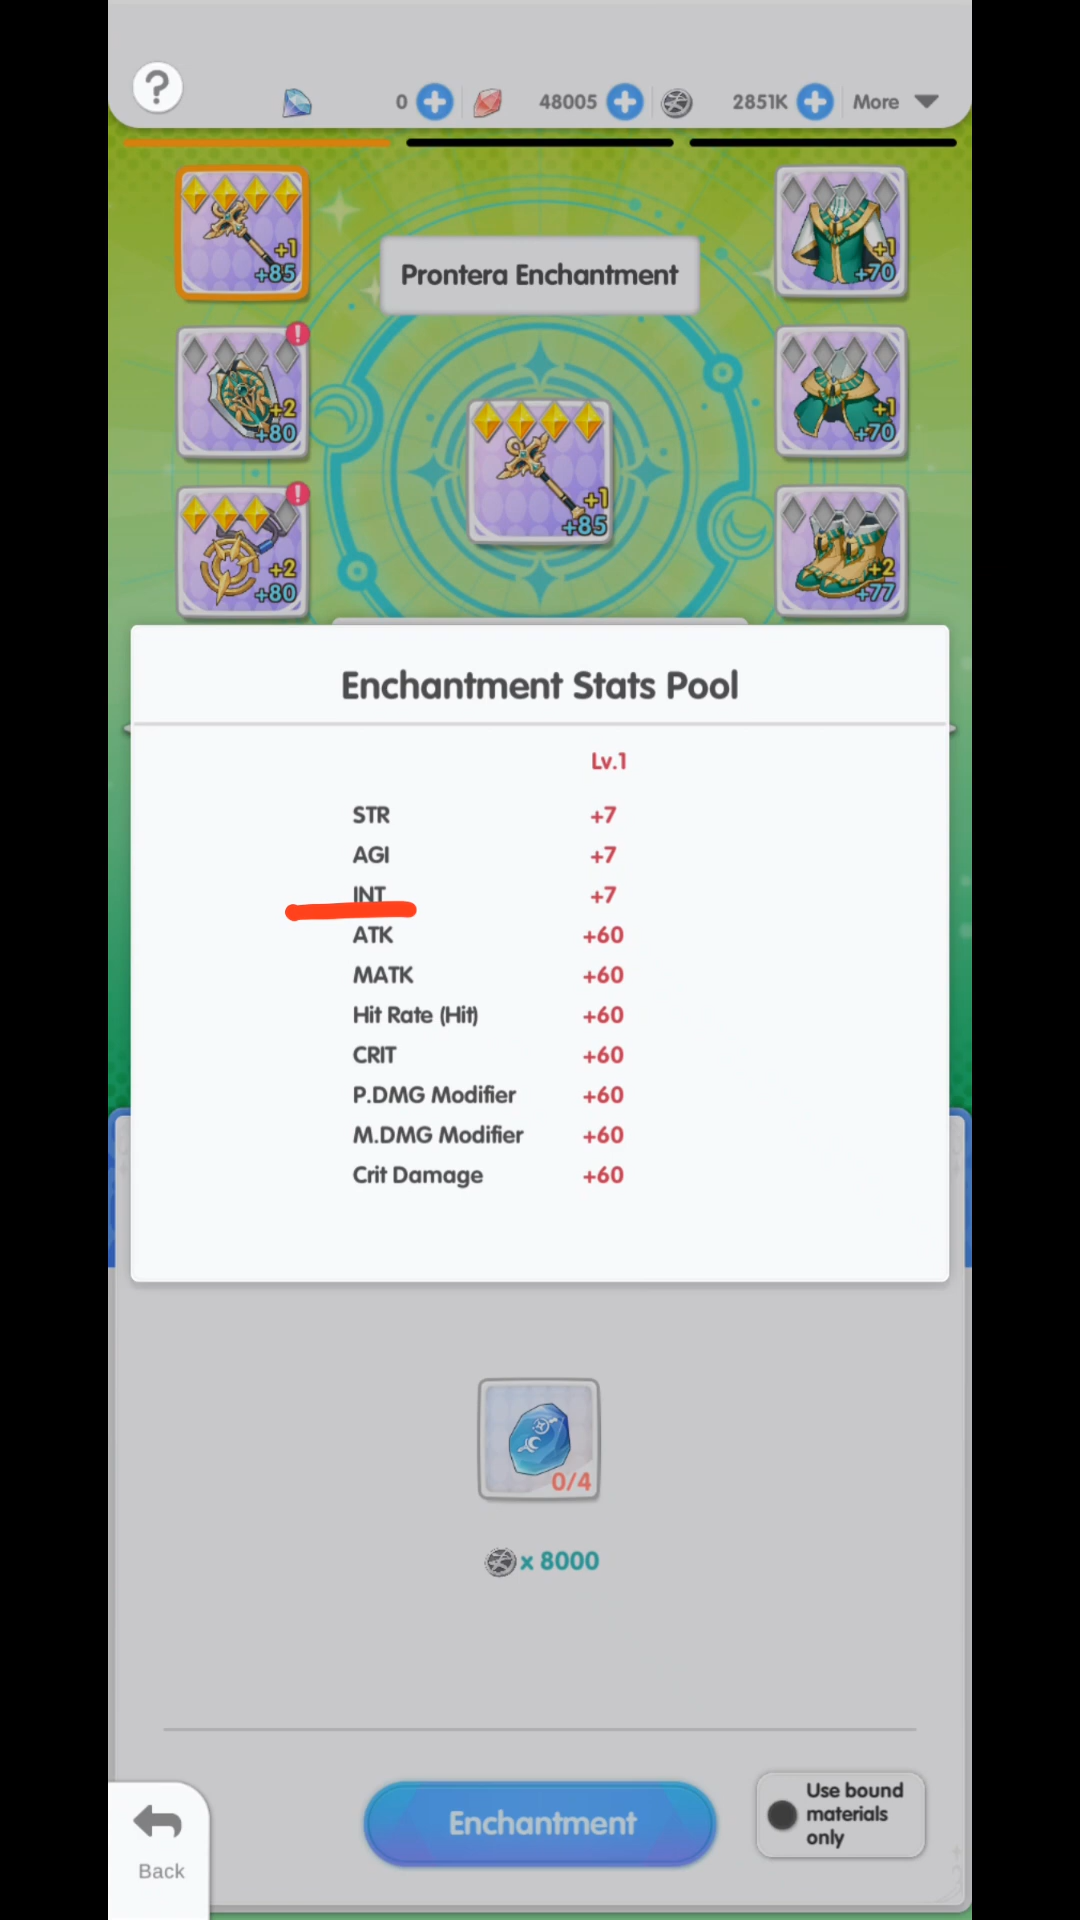 ?
0
48005
2851K
More
+1
+85
+1
+70
Prontera Enchantment
!
+2
+80
+1
+70
+1
+85
!
+2
+80
+2
+77
Enchantment Stats Pool
Lv.1
STR +7
AGI +7
INT +7
ATK +60
MATK +60
Hit Rate (Hit) +60
CRIT +60
P.DMG Modifier +60
M.DMG Modifier +60
Crit Damage +60
0/4
x 8000
Use bound
materials
only
Enchantment
Back